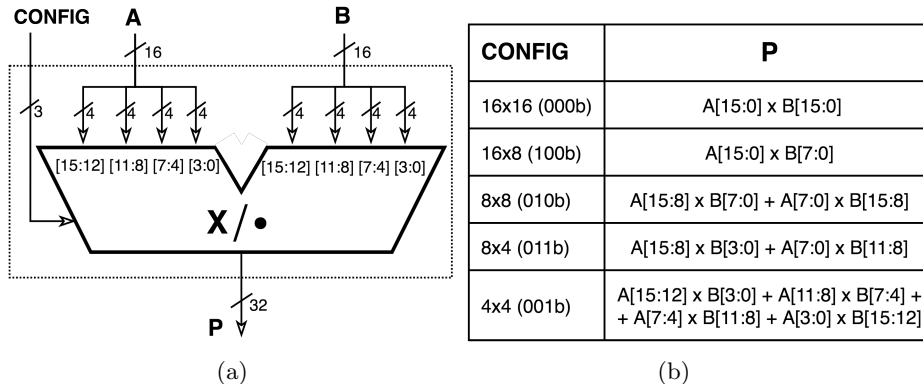 CONFIG
A
B
16
16
3
4 4 4 4
4 4 4 4
[15:12] [11:8] [7:4] [3:0]
[15:12] [11:8] [7:4] [3:0]
X / •
32
P
(a)
CONFIG P
16x16 (000b) A[15:0] x B[15:0]
16x8 (100b) A[15:0] x B[7:0]
8x8 (010b) A[15:8] x B[7:0] + A[7:0] x B[15:8]
8x4 (011b) A[15:8] x B[3:0] + A[7:0] x B[11:8]
4x4 (001b) A[15:12] x B[3:0] + A[11:8] x B[7:4] +
+ A[7:4] x B[11:8] + A[3:0] x B[15:12]
(b)